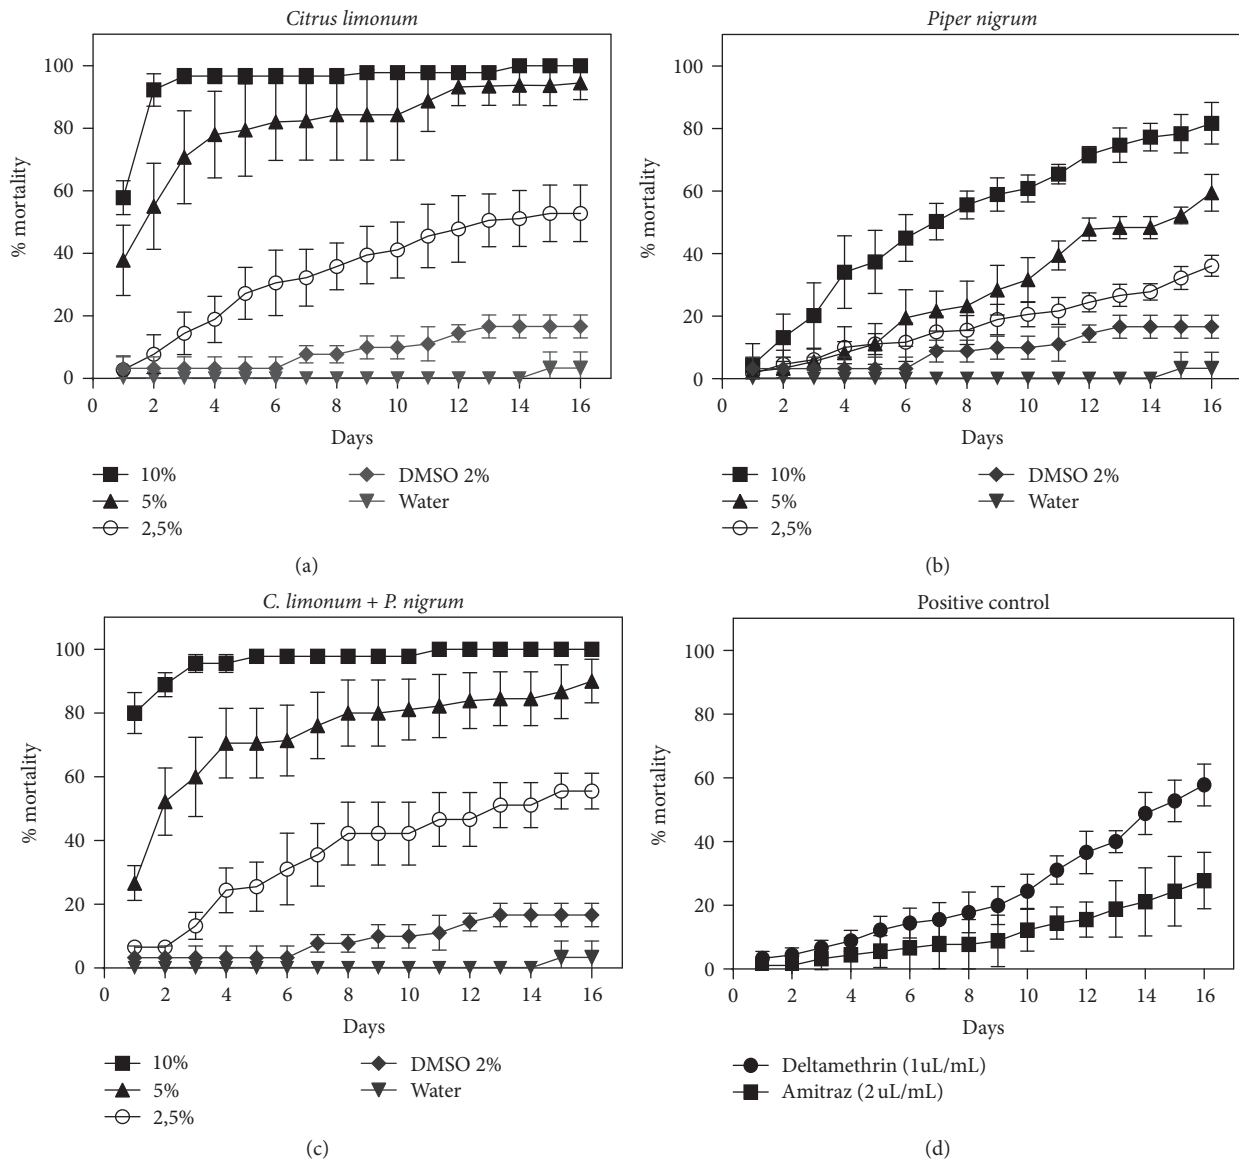 Citrus limonum
100
80
60
40
20
0
% mortality
0 2 4 6 8 10 12 14 16
Days
10%
5%
2,5%
DMSO 2%
Water
(a)
Piper nigrum
100
80
60
40
20
0
% mortality
0 2 4 6 8 10 12 14 16
Days
10%
5%
2,5%
DMSO 2%
Water
(b)
C. limonum + P. nigrum
100
80
60
40
20
0
% mortality
0 2 4 6 8 10 12 14 16
Days
10%
5%
2,5%
DMSO 2%
Water
(c)
Positive control
100
80
60
40
20
0
% mortality
0 2 4 6 8 10 12 14 16
Days
Deltamethrin (1uL/mL)
Amitraz (2 uL/mL)
(d)